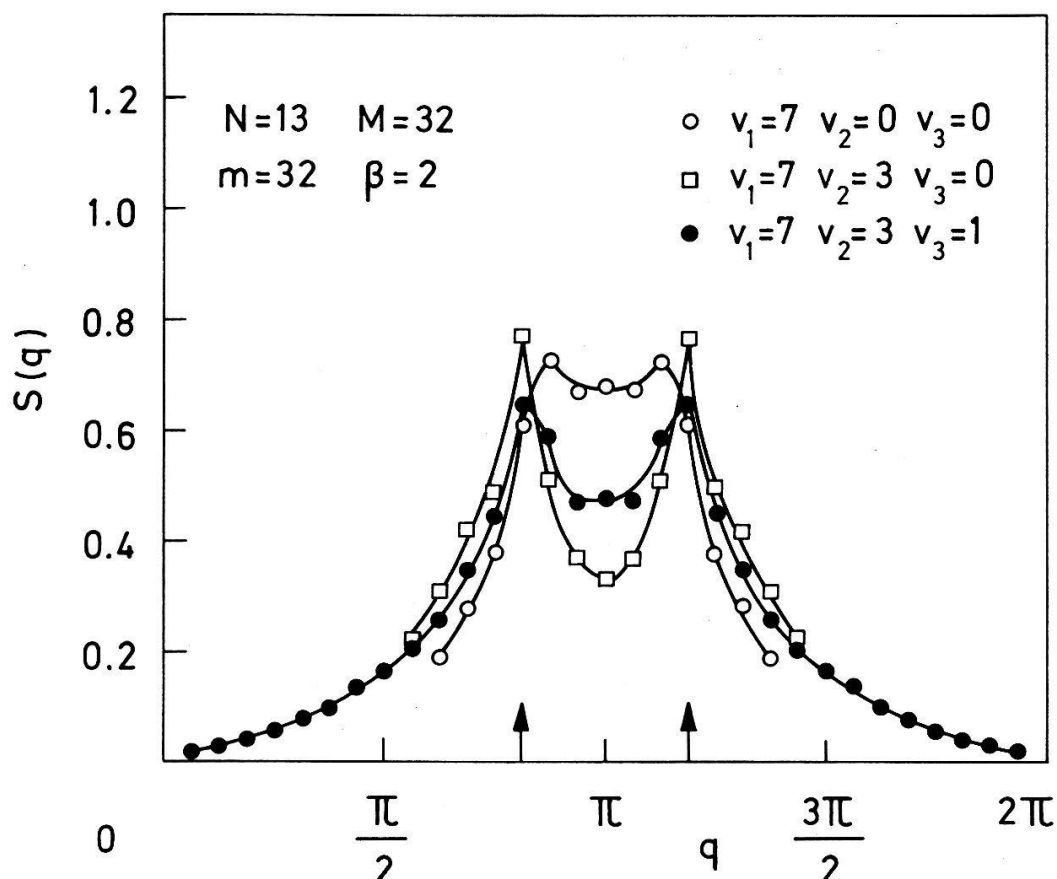 1.2
1.0
0.8
0.6
0.4
0.2
0
S(q)
N=13 M=32
m=32 β=2
○ v₁=7 v₂=0 v₃=0
□ v₁=7 v₂=3 v₃=0
● v₁=7 v₂=3 v₃=1
π/2 π 3π/2 2π
q